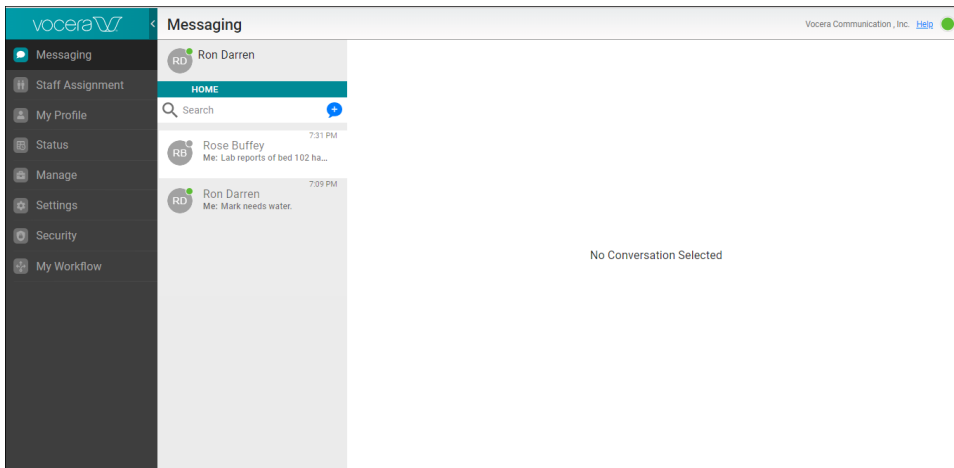 vocera
Messaging
Vocera Communication , Inc. Help
Messaging
Staff Assignment
My Profile
Status
Manage
Settings
Security
My Workflow
RD Ron Darren
HOME
Search
7:31 PM
RB Rose Buffey
Me: Lab reports of bed 102 ha...
7:09 PM
RD Ron Darren
Me: Mark needs water.
No Conversation Selected